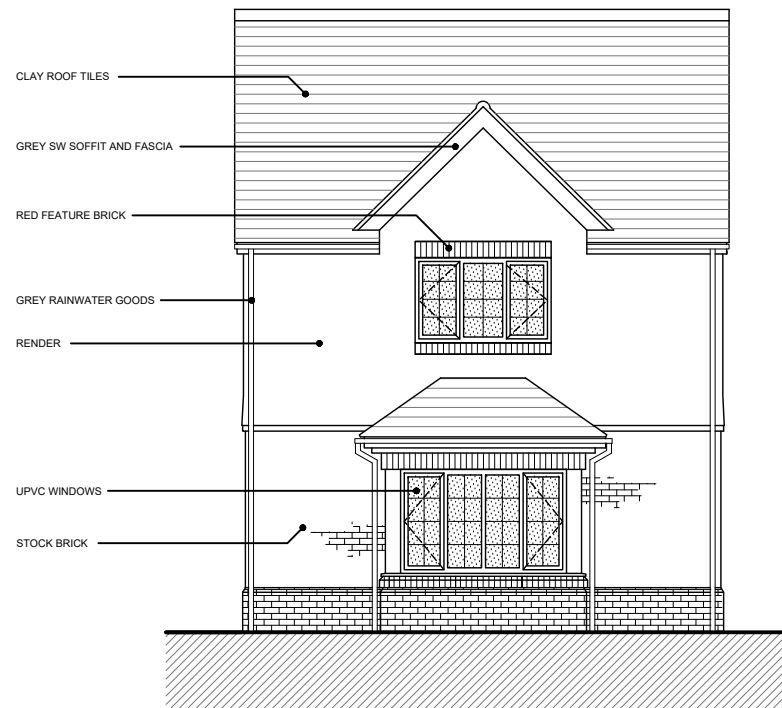 CLAY ROOF TILES
GREY SW SOFFIT AND FASCIA
RED FEATURE BRICK
GREY RAINWATER GOODS
RENDER
UPVC WINDOWS
STOCK BRICK